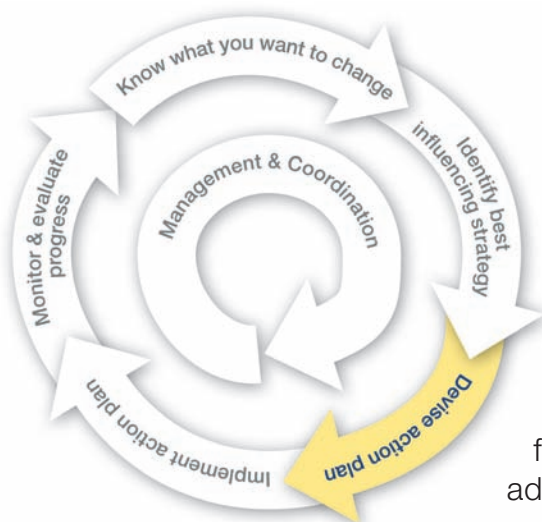 Know what you want to change
Identify best
influencing strategy
Devise action plan
Implement action plan
Monitor & evaluate
progress
Management & Coordination
f
ad